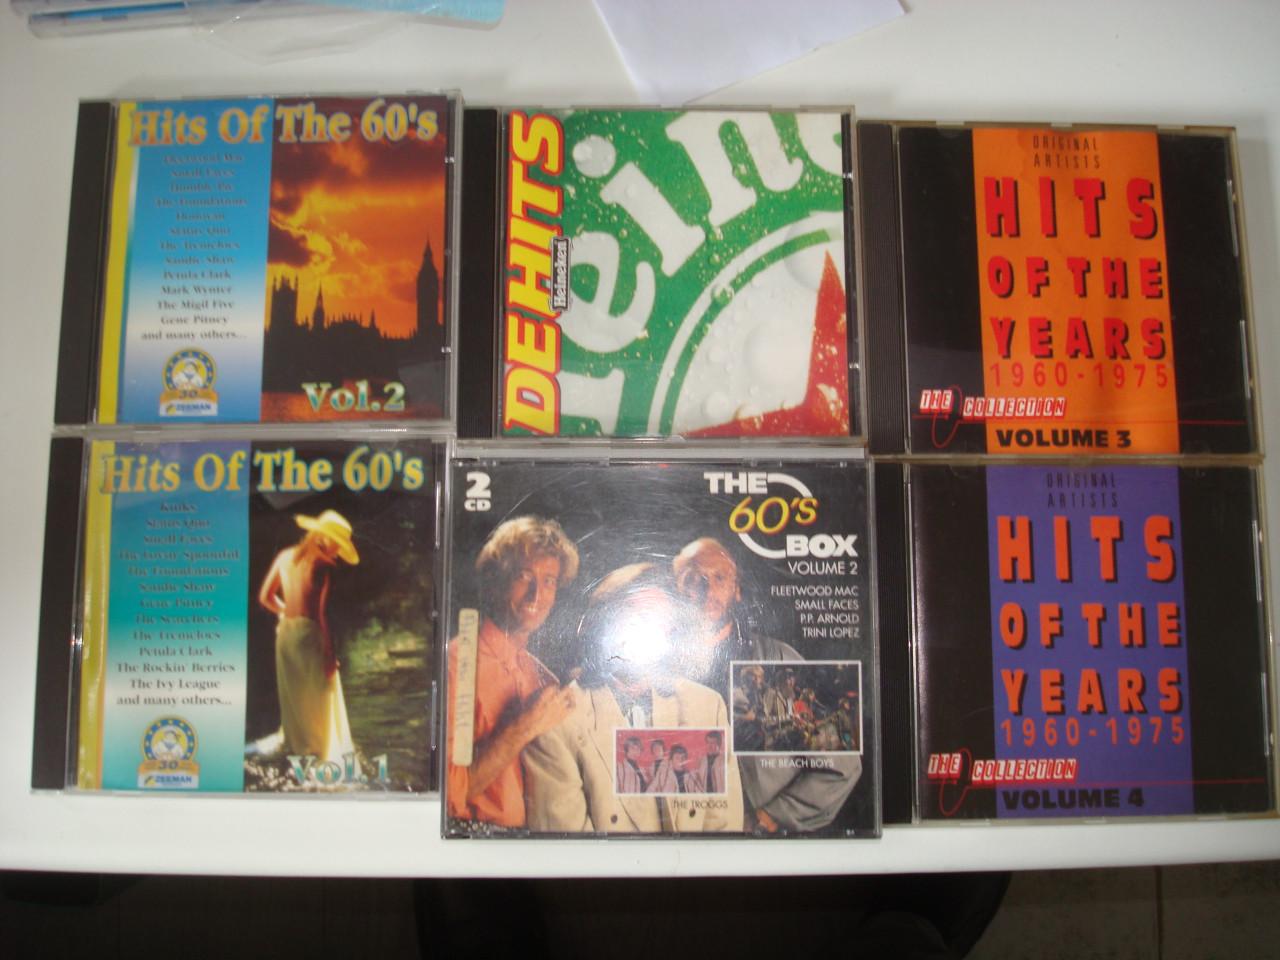 Hits Of The 60's
Fleetwood Mac
Small Faces
Humble Pie
The Foundations
Donovan
Status Quo
The Tremeloes
Sandie Shaw
Petula Clark
Mark Wynter
The Migil Five
Gene Pitney
and many others...
30
ZEEMAN
Vol.2
DE HITS
Heineken
Heine
ORIGINAL
ARTISTS
HITS
OF THE
YEARS
1960-1975
THE COLLECTION
VOLUME 3
Hits Of The 60's
Kinks
Status Quo
Small Faces
The Lovin' Spoonful
The Foundations
Sandie Shaw
Gene Pitney
The Searchers
The Tremeloes
Petula Clark
The Rockin' Berries
The Ivy League
and many others...
30
ZEEMAN
Vol.1
2
CD
THE
60'S
BOX
VOLUME 2
FLEETWOOD MAC
SMALL FACES
P.P. ARNOLD
TRINI LOPEZ
THE BEACH BOYS
THE TROGGS
ORIGINAL
ARTISTS
HITS
OF THE
YEARS
1960-1975
THE COLLECTION
VOLUME 4